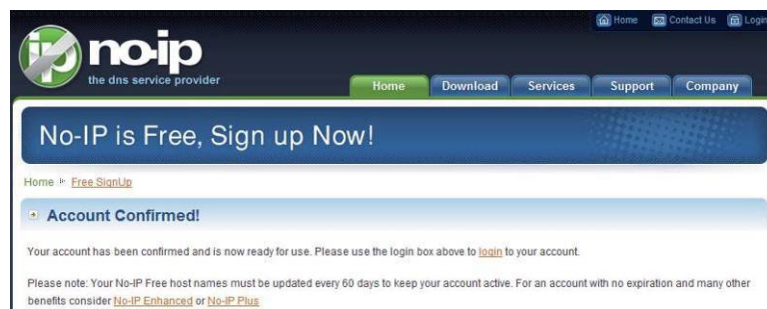 Home Contact Us Login
no-ip
the dns service provider
Home Download Services Support Company
No-IP is Free, Sign up Now!
Home Free SignUp
Account Confirmed!
Your account has been confirmed and is now ready for use. Please use the login box above to login to your account.
Please note: Your No-IP Free host names must be updated every 60 days to keep your account active. For an account with no expiration and many other
benefits consider No-IP Enhanced or No-IP Plus